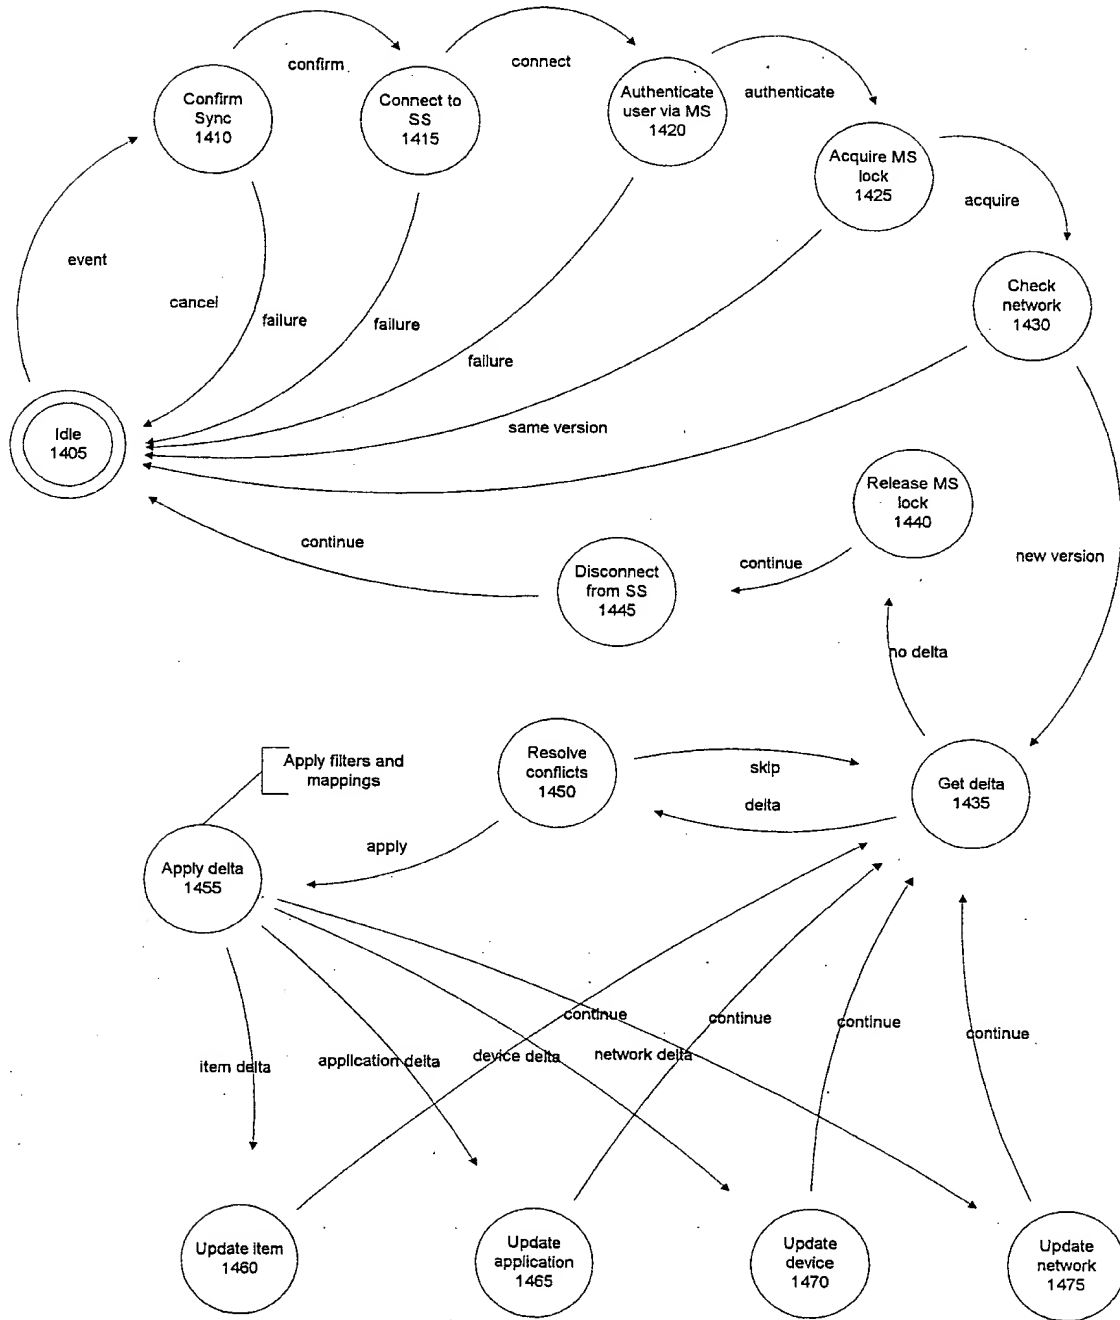 confirm
connect
authenticate
Confirm
Sync
1410
Connect to
SS
1415
Authenticate
user via MS
1420
Acquire MS
lock
1425
acquire
event
Check
network
1430
cancel
failure
failure
failure
same version
Idle
1405
Release MS
lock
1440
continue
continue
Disconnect
from SS
1445
new version
no delta
Apply filters and
mappings
Resolve
conflicts
1450
skip
delta
Get delta
1435
apply
Apply delta
1455
continue
continue
continue
continue
item delta
application delta
device delta
network delta
Update item
1460
Update
application
1465
Update
device
1470
Update
network
1475